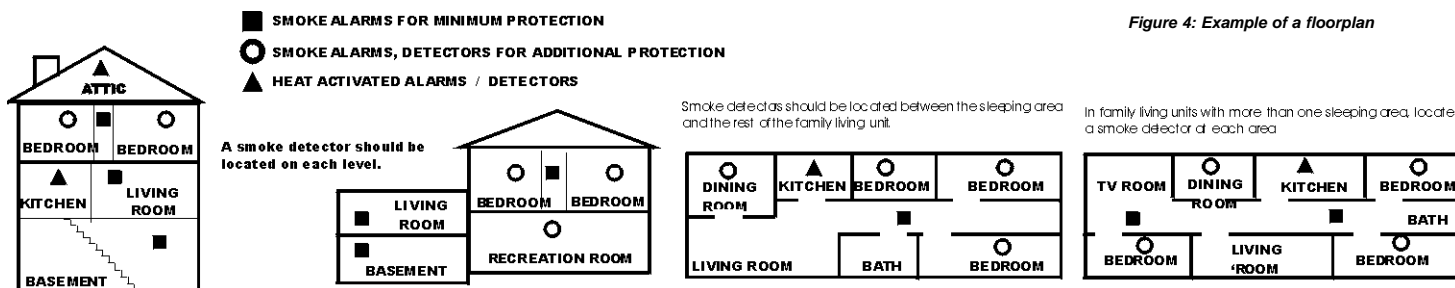 SMOKE ALARMS FOR MINIMUM PROTECTION
SMOKE ALARMS, DETECTORS FOR ADDITIONAL PROTECTION
HEAT ACTIVATED ALARMS / DETECTORS
Figure 4: Example of a floorplan
ATTIC
BEDROOM BEDROOM
KITCHEN
LIVING
ROOM
BASEMENT
A smoke detector should be
located on each level.
BEDROOM BEDROOM
LIVING
ROOM
BASEMENT
RECREATION ROOM
Smoke detectors should be located between the sleeping area
and the rest of the family living unit.
DINING
ROOM
KITCHEN
BEDROOM
BEDROOM
LIVING ROOM
BATH
BEDROOM
In family living units with more than one sleeping area, locate
a smoke detector at each area
TV ROOM
DINING
ROOM
KITCHEN
BEDROOM
BATH
BEDROOM
LIVING
‘ROOM
BEDROOM